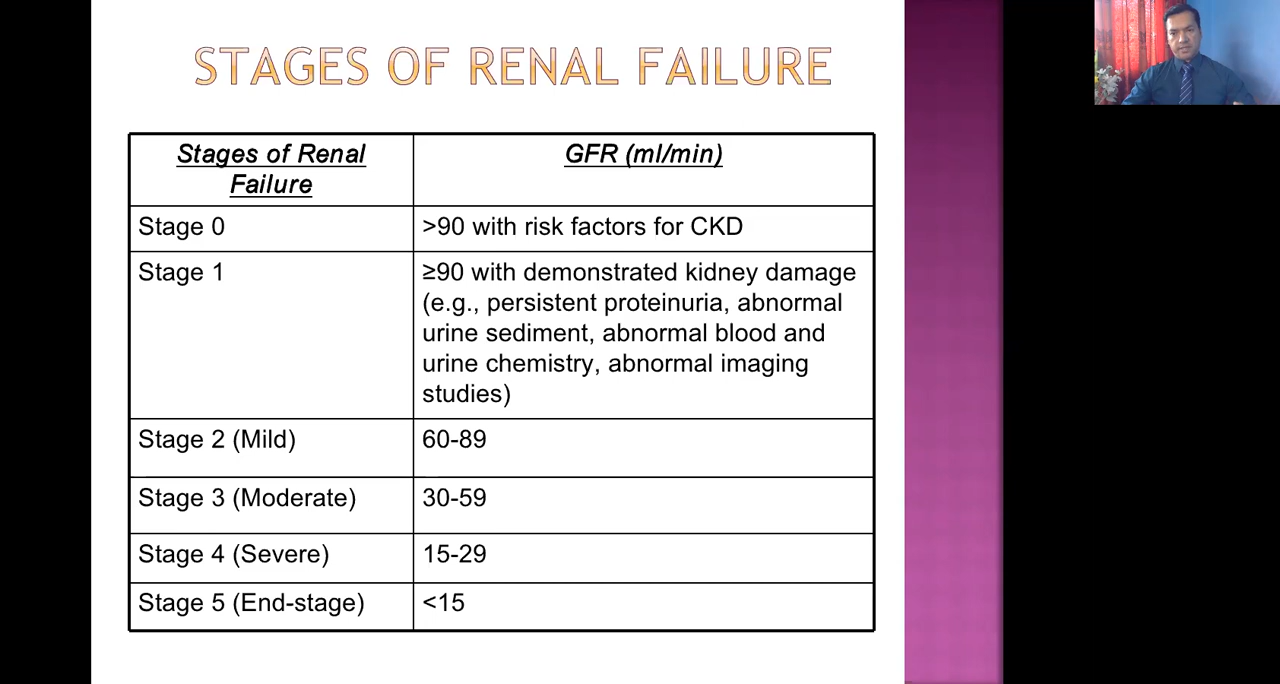 STAGES OF RENAL FAILURE
Stages of Renal
Failure
GFR (ml/min)
Stage 0
>90 with risk factors for CKD
Stage 1
≥90 with demonstrated kidney damage
(e.g., persistent proteinuria, abnormal
urine sediment, abnormal blood and
urine chemistry, abnormal imaging
studies)
Stage 2 (Mild)
60-89
Stage 3 (Moderate)
30-59
Stage 4 (Severe)
15-29
Stage 5 (End-stage)
<15